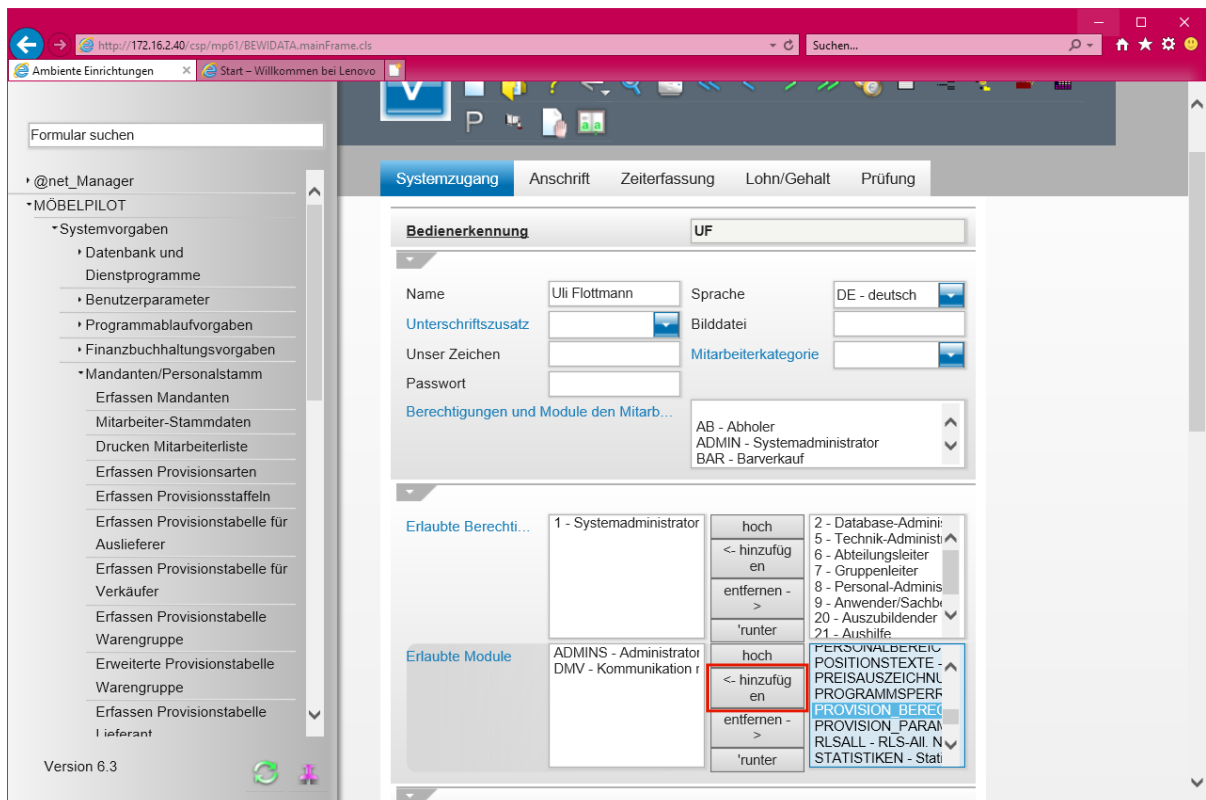 http://172.16.2.40/csp/mp61/BEWIDATA.mainFrame.cls
Suchen...
Ambiente Einrichtungen
Start – Willkommen bei Lenovo
Formular suchen
@net_Manager
MÖBELPILOT
Systemvorgaben
Datenbank und
Dienstprogramme
Benutzerparameter
Programmablaufvorgaben
Finanzbuchhaltungsvorgaben
Mandanten/Personalstamm
Erfassen Mandanten
Mitarbeiter-Stammdaten
Drucken Mitarbeiterliste
Erfassen Provisionsarten
Erfassen Provisionsstaffeln
Erfassen Provisionstabelle für
Auslieferer
Erfassen Provisionstabelle für
Verkäufer
Erfassen Provisionstabelle
Warengruppe
Erweiterte Provisionstabelle
Warengruppe
Erfassen Provisionstabelle
Lieferant
Version 6.3
V
P
Systemzugang Anschrift Zeiterfassung Lohn/Gehalt Prüfung
Bedienerkennung UF
Name Uli Flottmann Sprache DE - deutsch
Unterschriftszusatz Bilddatei
Unser Zeichen Mitarbeiterkategorie
Passwort
Berechtigungen und Module den Mitarb...
AB - Abholer
ADMIN - Systemadministrator
BAR - Barverkauf
Erlaubte Berechti...
1 - Systemadministrator
hoch
<- hinzufüg
en
entfernen -
>
'runter
2 - Database-Adminis
5 - Technik-Administ
6 - Abteilungsleiter
7 - Gruppenleiter
8 - Personal-Adminis
9 - Anwender/Sachbe
20 - Auszubildender
21 - Aushilfe
Erlaubte Module
ADMINS - Administrator
DMV - Kommunikation
hoch
<- hinzufüg
en
entfernen -
>
'runter
PERSONALBEREIC
POSITIONSTEXTE -
PREISAUSZEICHNU
PROGRAMMSPERR
PROVISION_BEREC
PROVISION_PARAM
RLSALL - RLS-All. N
STATISTIKEN - Stati